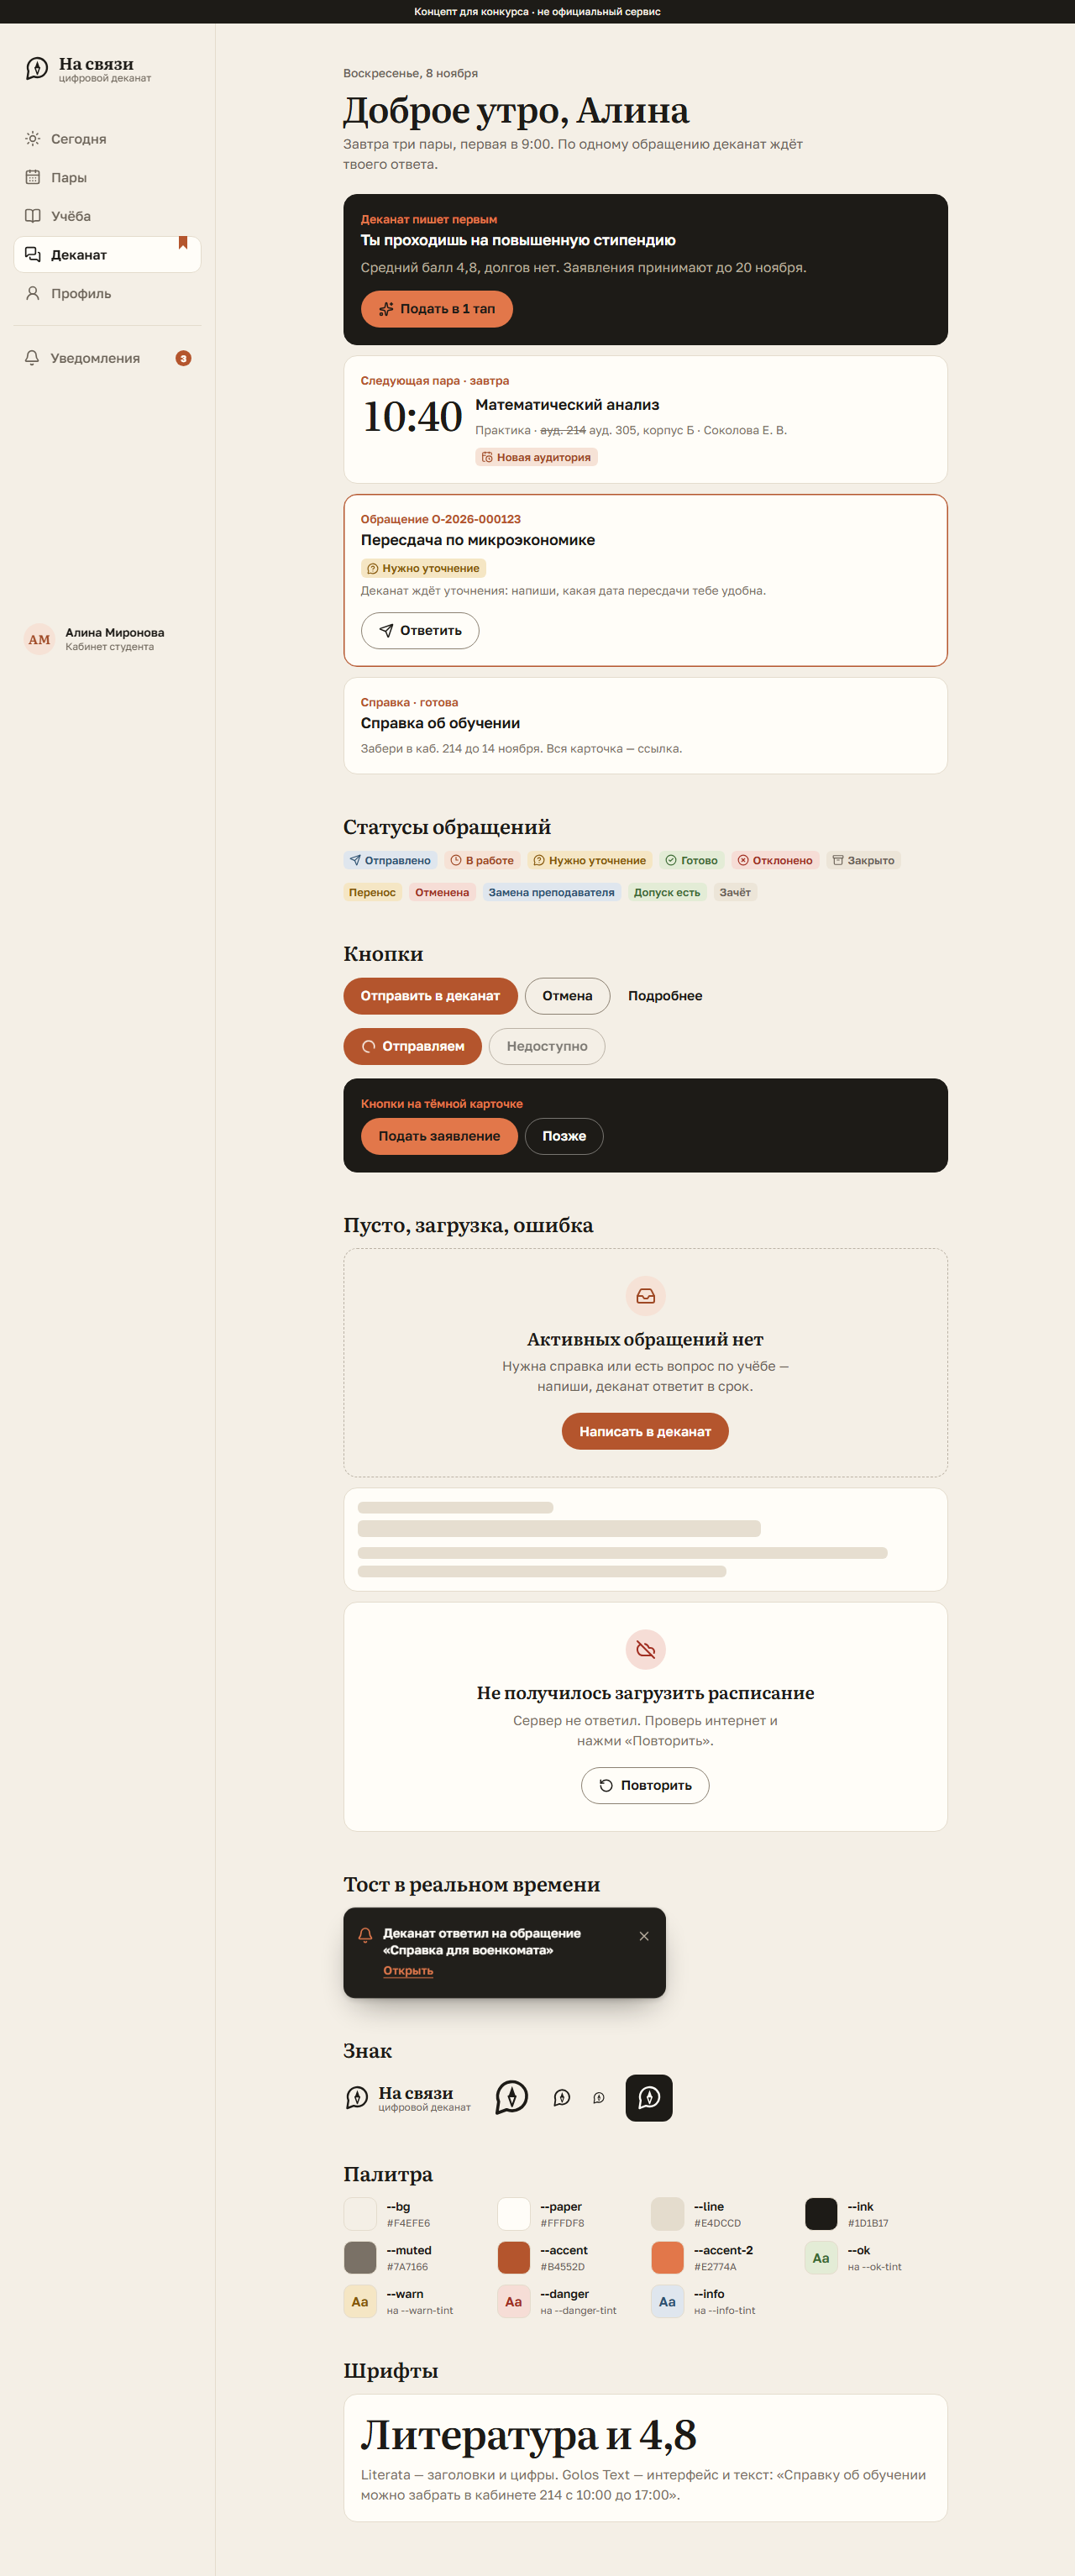 Концепт для конкурса · не официальный сервис
На связи
цифровой деканат
Сегодня
Пары
Учёба
Деканат
Профиль
Уведомления 3
АМ
Алина Миронова
Кабинет студента
Воскресенье, 8 ноября
Доброе утро, Алина
Завтра три пары, первая в 9:00. По одному обращению деканат ждёт
твоего ответа.
Деканат пишет первым
Ты проходишь на повышенную стипендию
Средний балл 4,8, долгов нет. Заявления принимают до 20 ноября.
Подать в 1 тап
Следующая пара · завтра
10:40
Математический анализ
Практика · ауд. 214 ауд. 305, корпус Б · Соколова Е. В.
Новая аудитория
Обращение О-2026-000123
Пересдача по микроэкономике
Нужно уточнение
Деканат ждёт уточнения: напиши, какая дата пересдачи тебе удобна.
Ответить
Справка · готова
Справка об обучении
Забери в каб. 214 до 14 ноября. Вся карточка — ссылка.
Статусы обращений
Отправлено В работе Нужно уточнение Готово Отклонено Закрыто
Перенос Отменена Замена преподавателя Допуск есть Зачёт
Кнопки
Отправить в деканат Отмена Подробнее
Отправляем Недоступно
Кнопки на тёмной карточке
Подать заявление Позже
Пусто, загрузка, ошибка
Активных обращений нет
Нужна справка или есть вопрос по учёбе —
напиши, деканат ответит в срок.
Написать в деканат
Не получилось загрузить расписание
Сервер не ответил. Проверь интернет и
нажми «Повторить».
Повторить
Тост в реальном времени
Деканат ответил на обращение
«Справка для военкомата»
Открыть
Знак
На связи
цифровой деканат
Палитра
--bg
#F4EFE6
--paper
#FFFDF8
--line
#E4DCCD
--ink
#1D1B17
--muted
#7A7166
--accent
#B4552D
--accent-2
#E2774A
Aa
--ok
на --ok-tint
Aa
--warn
на --warn-tint
Aa
--danger
на --danger-tint
Aa
--info
на --info-tint
Шрифты
Литература и 4,8
Literata — заголовки и цифры. Golos Text — интерфейс и текст: «Справку об обучении
можно забрать в кабинете 214 с 10:00 до 17:00».